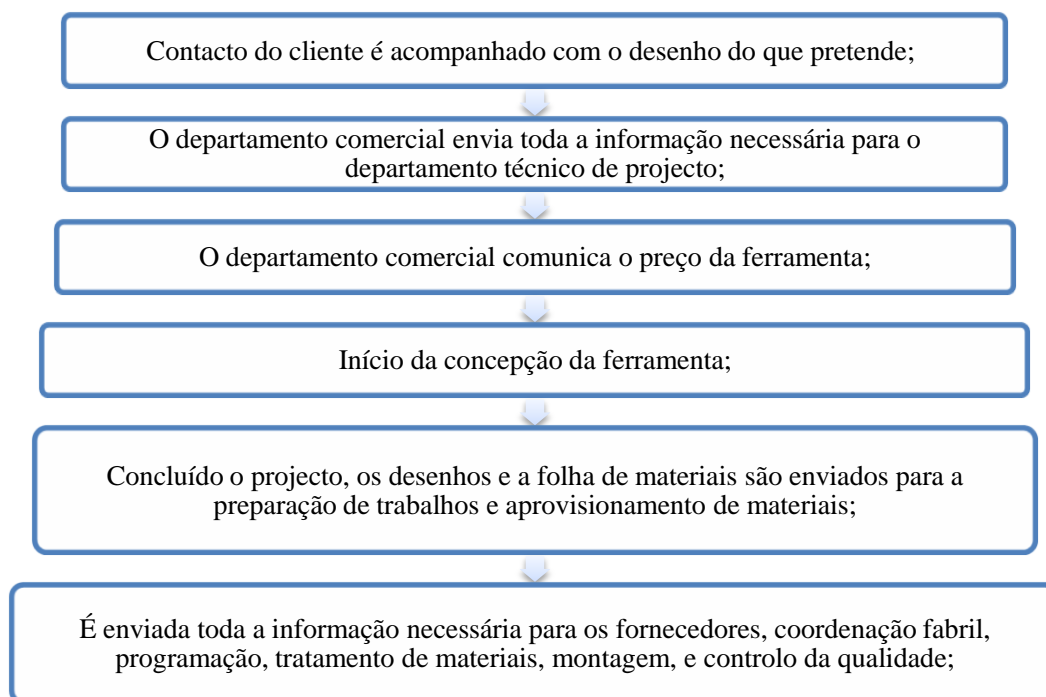 Contacto do cliente é acompanhado com o desenho do que pretende;
O departamento comercial envia toda a informação necessária para o
departamento técnico de projecto;
O departamento comercial comunica o preço da ferramenta;
Início da concepção da ferramenta;
Concluído o projecto, os desenhos e a folha de materiais são enviados para a
preparação de trabalhos e aprovisionamento de materiais;
É enviada toda a informação necessária para os fornecedores, coordenação fabril,
programação, tratamento de materiais, montagem, e controlo da qualidade;